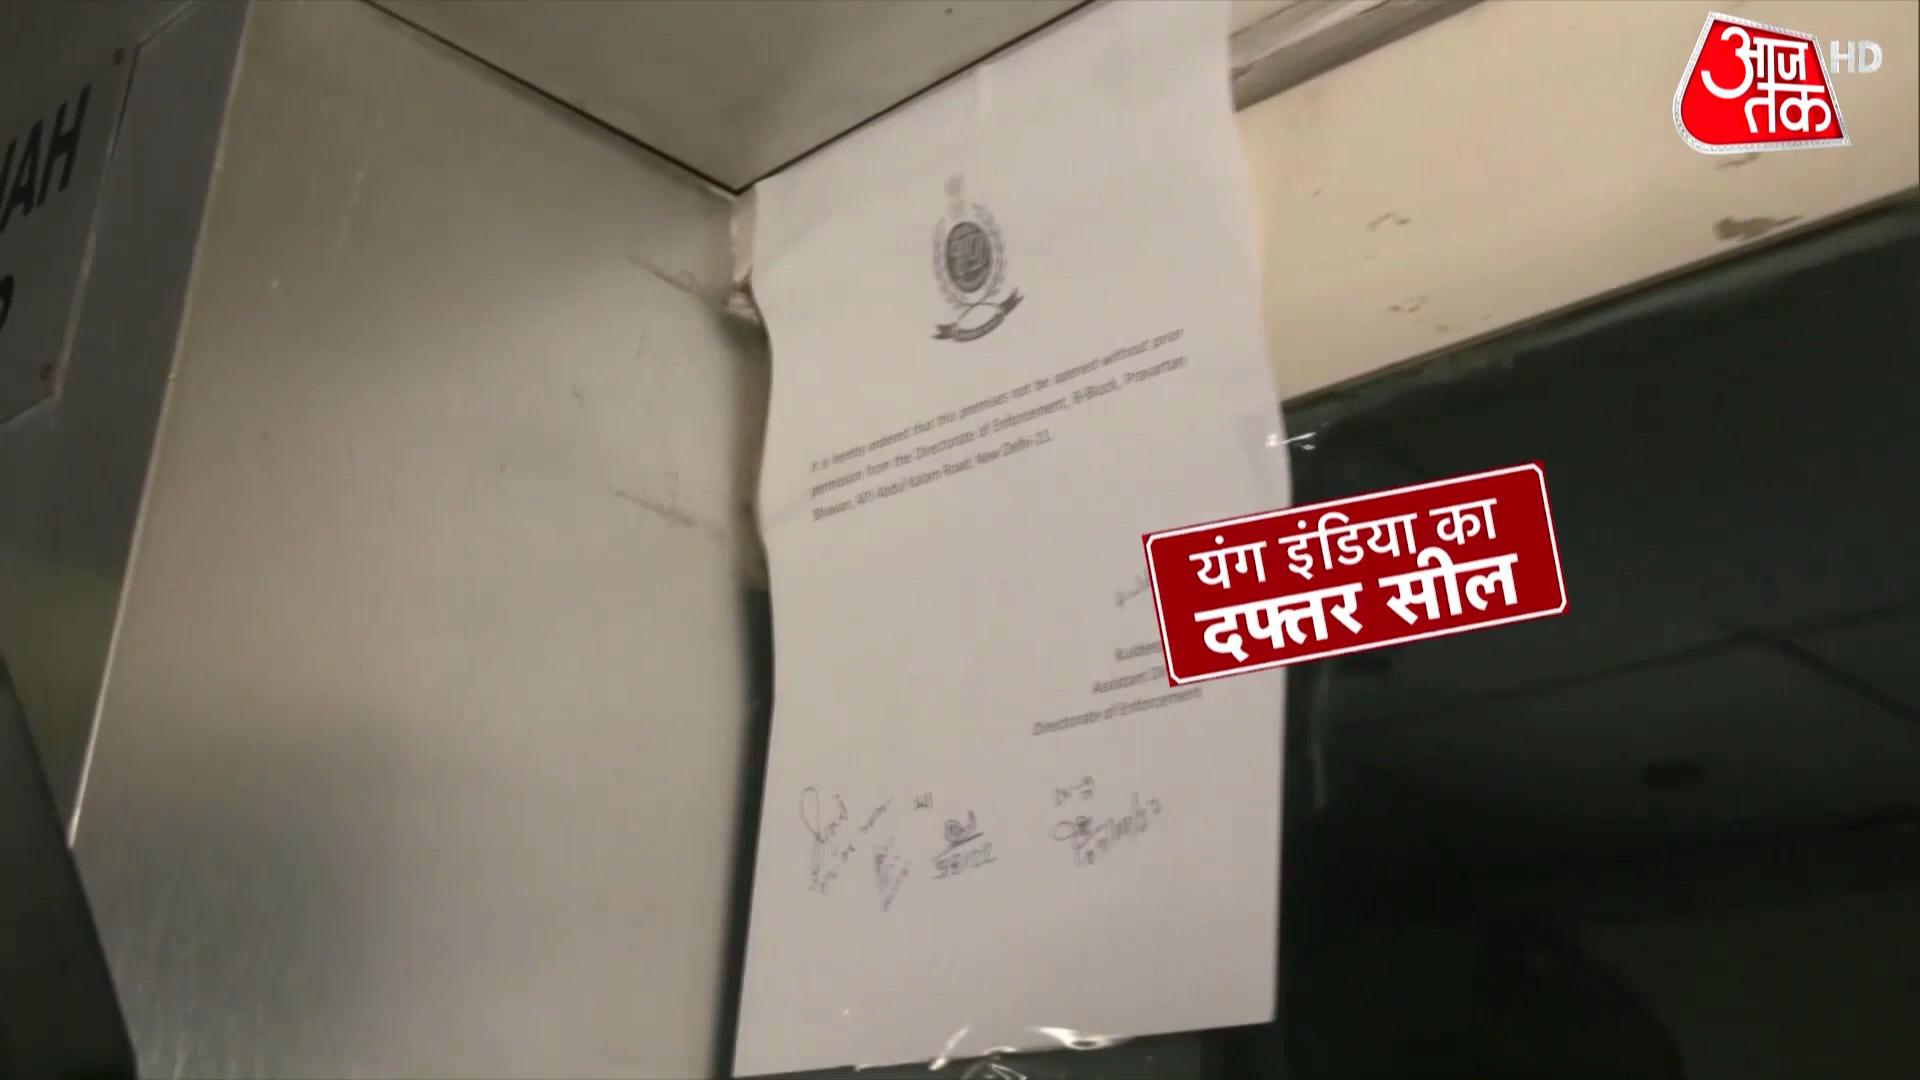 आज
तक HD
JAH
It is hereby ordered that this premises not be opened without prior
permission from the Directorate of Enforcement, B-Block, Pravartan
Bhawan, APJ Abdul Kalam Road, New Delhi-11.
यंग इंडिया का
दफ्तर सील
Assistant
Directorate of Enforcement